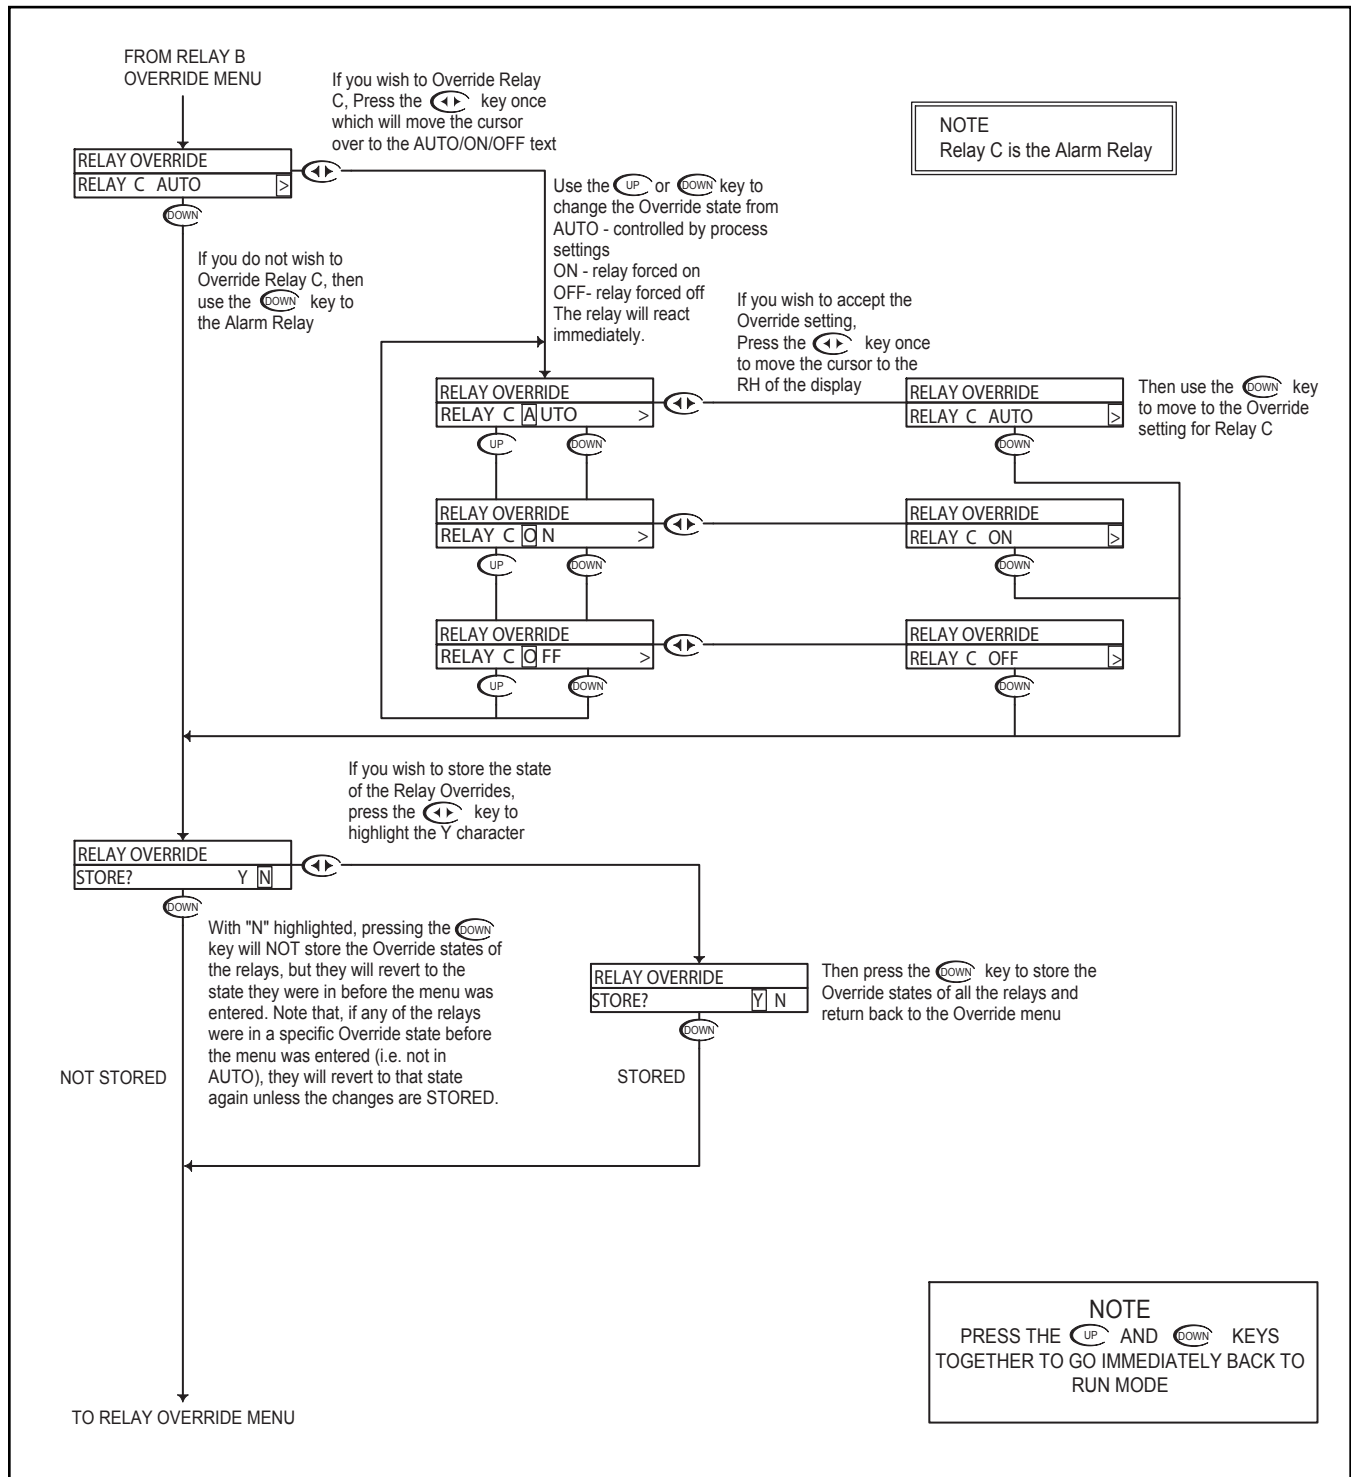 FROM RELAY B
OVERRIDE MENU
If you wish to Override Relay
C, Press the key once
which will move the cursor
over to the AUTO/ON/OFF text
NOTE
Relay C is the Alarm Relay
RELAY OVERRIDE
RELAY C AUTO >
DOWN
If you do not wish to
Override Relay C, then
use the DOWN key to
the Alarm Relay
Use the UP or DOWN key to
change the Override state from
AUTO - controlled by process
settings
ON - relay forced on
OFF- relay forced off
The relay will react
immediately.
If you wish to accept the
Override setting,
Press the key once
to move the cursor to the
RH of the display
RELAY OVERRIDE
RELAY C AUTO >
UP DOWN
RELAY OVERRIDE
RELAY C AUTO >
DOWN
Then use the DOWN key
to move to the Override
setting for Relay C
RELAY OVERRIDE
RELAY C ON >
UP DOWN
RELAY OVERRIDE
RELAY C ON >
DOWN
RELAY OVERRIDE
RELAY C OFF >
UP DOWN
RELAY OVERRIDE
RELAY C OFF >
DOWN
If you wish to store the state
of the Relay Overrides,
press the key to
highlight the Y character
RELAY OVERRIDE
STORE? Y N
DOWN
With "N" highlighted, pressing the DOWN
key will NOT store the Override states of
the relays, but they will revert to the
state they were in before the menu was
entered. Note that, if any of the relays
were in a specific Override state before
the menu was entered (i.e. not in
AUTO), they will revert to that state
again unless the changes are STORED.
NOT STORED
RELAY OVERRIDE
STORE? Y N
DOWN
Then press the DOWN key to store the
Override states of all the relays and
return back to the Override menu
STORED
NOTE
PRESS THE UP AND DOWN KEYS
TOGETHER TO GO IMMEDIATELY BACK TO
RUN MODE
TO RELAY OVERRIDE MENU